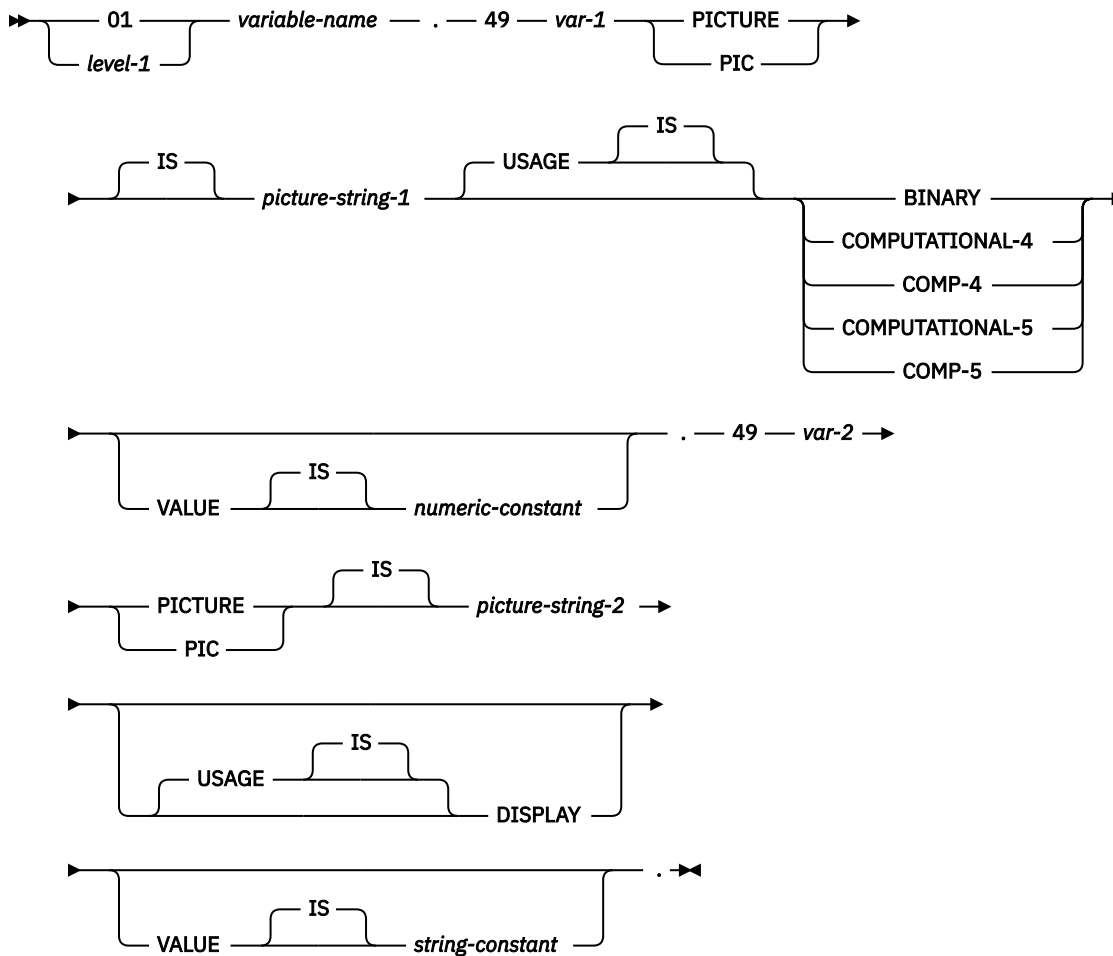 01 variable-name . 49 var-1 PICTURE
level-1 PIC
IS
IS USAGE
picture-string-1 BINARY
COMPUTATIONAL-4
COMP-4
COMPUTATIONAL-5
COMP-5
. 49 var-2
IS
VALUE numeric-constant
IS
PICTURE picture-string-2
PIC
IS
USAGE
DISPLAY
.
IS
VALUE string-constant